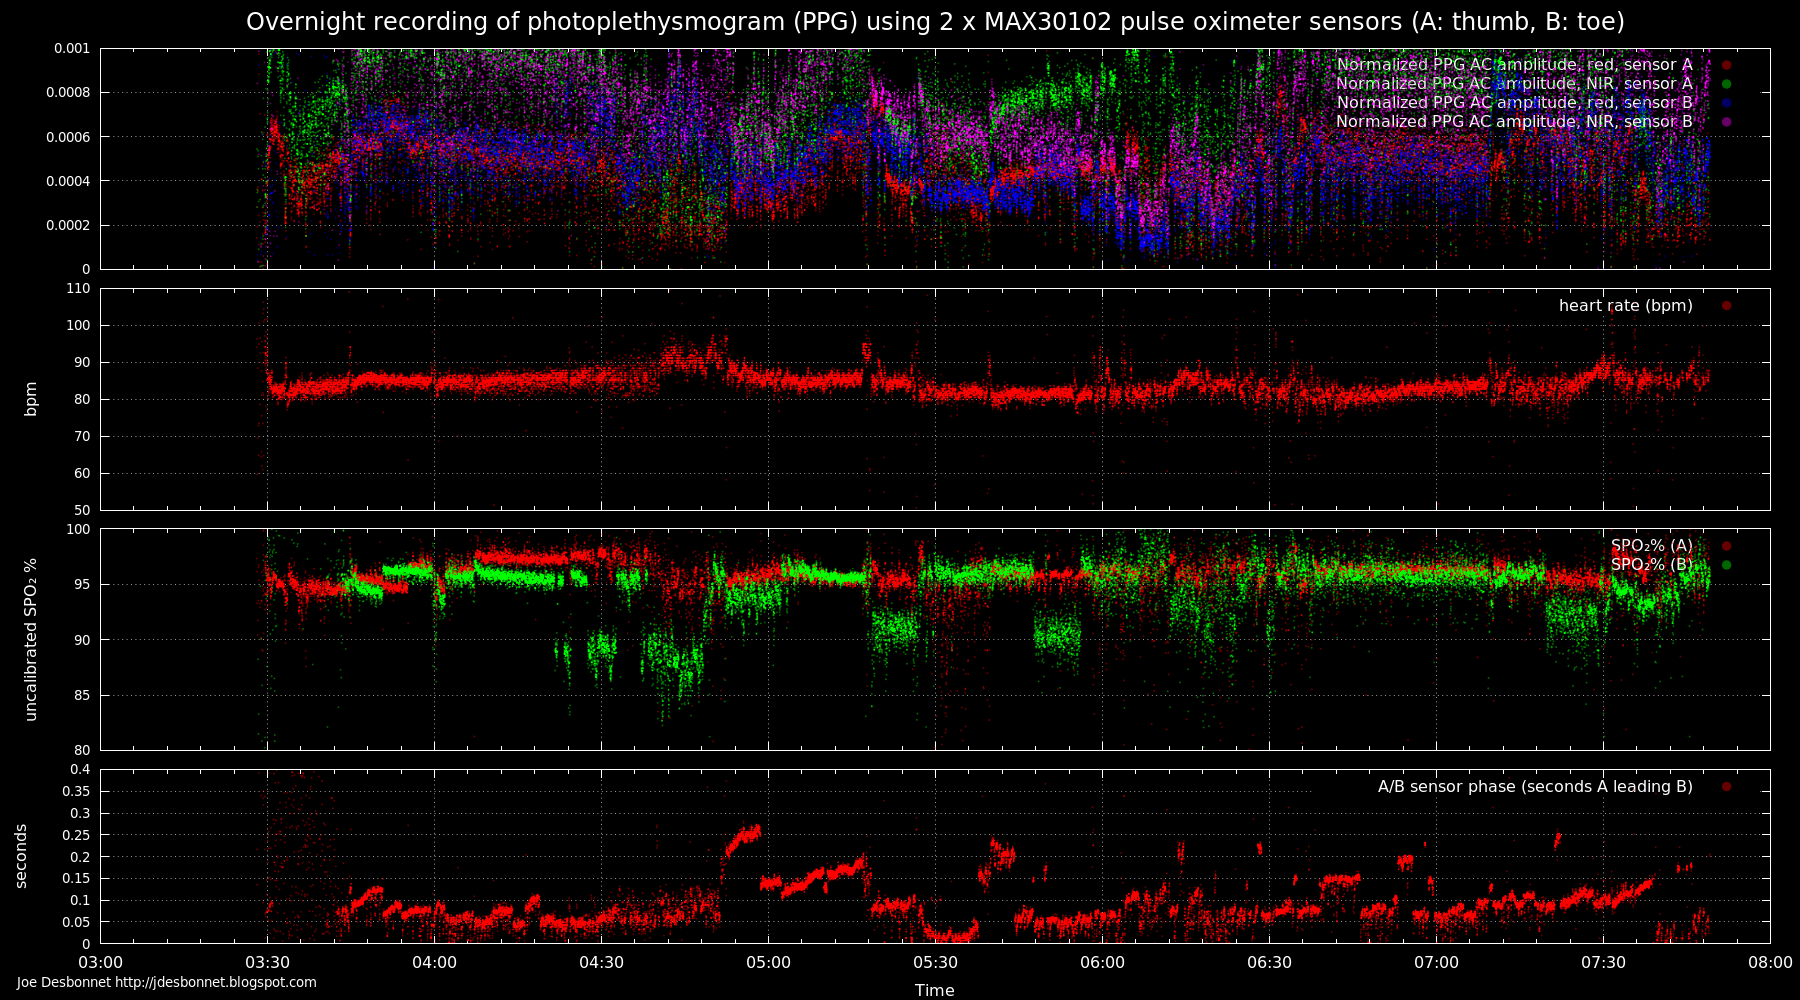 Overnight recording of photoplethysmogram (PPG) using 2 x MAX30102 pulse oximeter sensors (A: thumb, B: toe)
0.001
0.0008
0.0006
0.0004
0.0002
0
Normalized PPG AC amplitude, red, sensor A
Normalized PPG AC amplitude, NIR, sensor A
Normalized PPG AC amplitude, red, sensor B
Normalized PPG AC amplitude, NIR, sensor B
110
100
90
80
70
60
50
bpm
heart rate (bpm)
100
95
90
85
80
uncalibrated SPO₂ %
SPO₂% (A)
SPO₂% (B)
0.4
0.35
0.3
0.25
0.2
0.15
0.1
0.05
0
seconds
A/B sensor phase (seconds A leading B)
03:00 03:30 04:00 04:30 05:00 05:30 06:00 06:30 07:00 07:30 08:00
Joe Desbonnet http://jdesbonnet.blogspot.com
Time